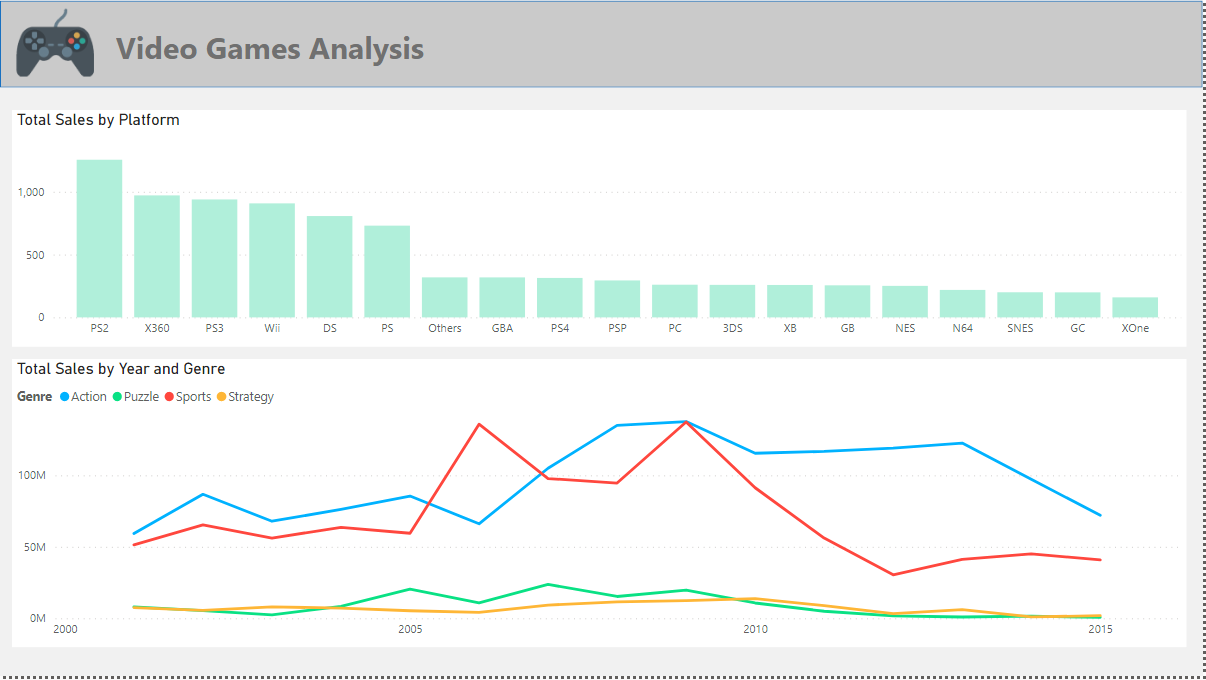 Video Games Analysis
Total Sales by Platform
1,000
500
0
PS2 X360 PS3 Wii DS PS Others GBA PS4 PSP PC 3DS XB GB NES N64 SNES GC XOne
Total Sales by Year and Genre
Genre Action Puzzle Sports Strategy
100M
50M
0M
2000 2005 2010 2015